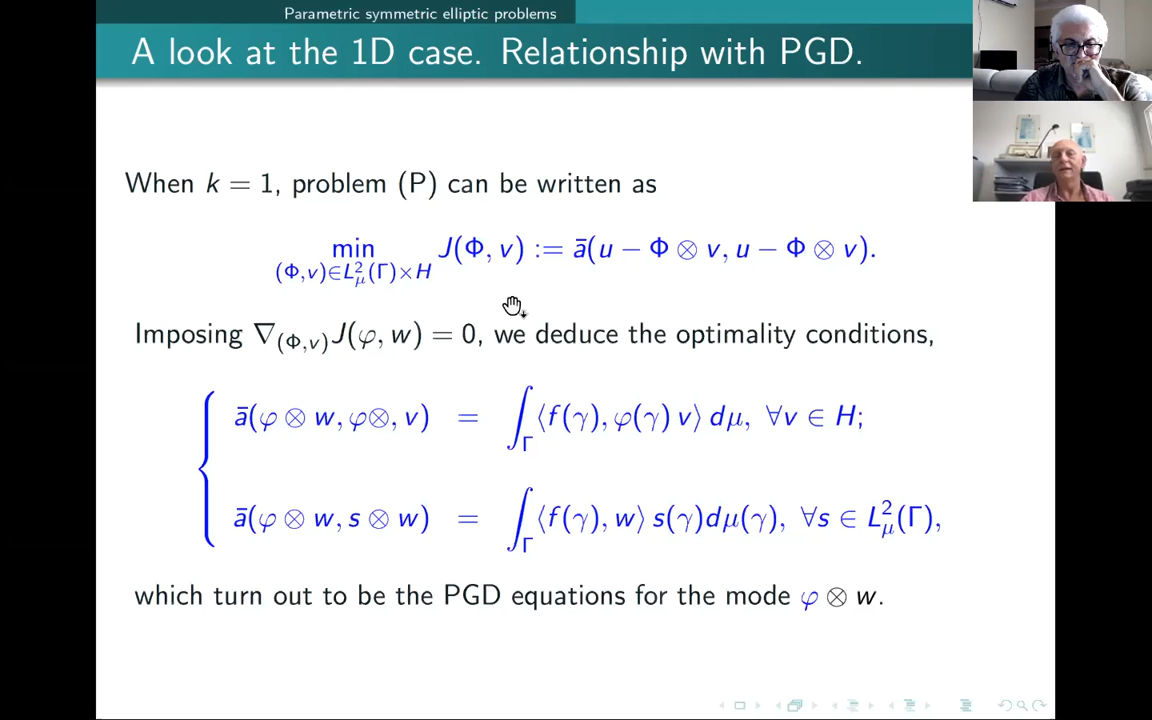 Parametric symmetric elliptic problems
A look at the 1D case. Relationship with PGD.
When k = 1, problem (P) can be written as
min J(Φ, v) := ā(u − Φ ⊗ v, u − Φ ⊗ v).
(Φ,v)∈L²_μ(Γ)×H
Imposing ∇_(Φ,v) J(φ, w) = 0, we deduce the optimality conditions,
ā(φ ⊗ w, φ⊗, v) = ∫_Γ ⟨f(γ), φ(γ) v⟩ dμ, ∀v ∈ H;
ā(φ ⊗ w, s ⊗ w) = ∫_Γ ⟨f(γ), w⟩ s(γ)dμ(γ), ∀s ∈ L²_μ(Γ),
which turn out to be the PGD equations for the mode φ ⊗ w.